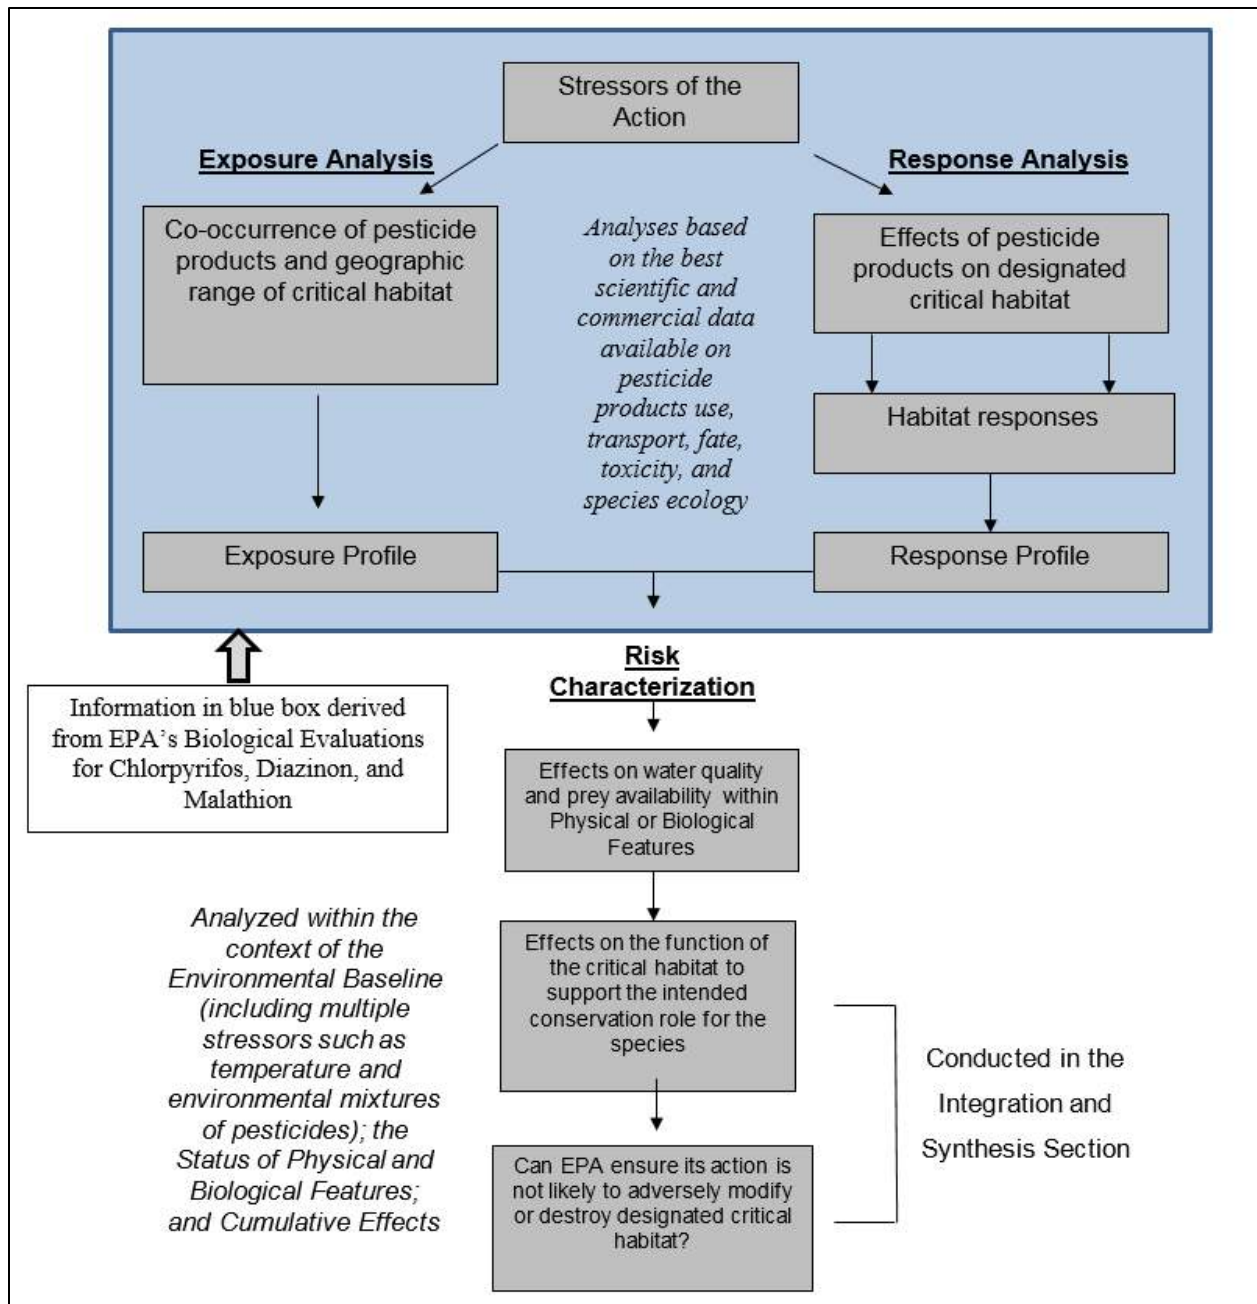 Stressors of the
Action
Exposure Analysis
Response Analysis
Co-occurrence of pesticide
products and geographic
range of critical habitat
Analyses based
on the best
scientific and
commercial data
available on
pesticide
products use,
transport, fate,
toxicity, and
species ecology
Effects of pesticide
products on designated
critical habitat
Habitat responses
Exposure Profile
Response Profile
Risk
Characterization
Information in blue box derived
from EPA's Biological Evaluations
for Chlorpyrifos, Diazinon, and
Malathion
Effects on water quality
and prey availability within
Physical or Biological
Features
Analyzed within the
context of the
Environmental Baseline
(including multiple
stressors such as
temperature and
environmental mixtures
of pesticides); the
Status of Physical and
Biological Features;
and Cumulative Effects
Effects on the function of
the critical habitat to
support the intended
conservation role for the
species
Can EPA ensure its action is
not likely to adversely modify
or destroy designated critical
habitat?
Conducted in the
Integration and
Synthesis Section